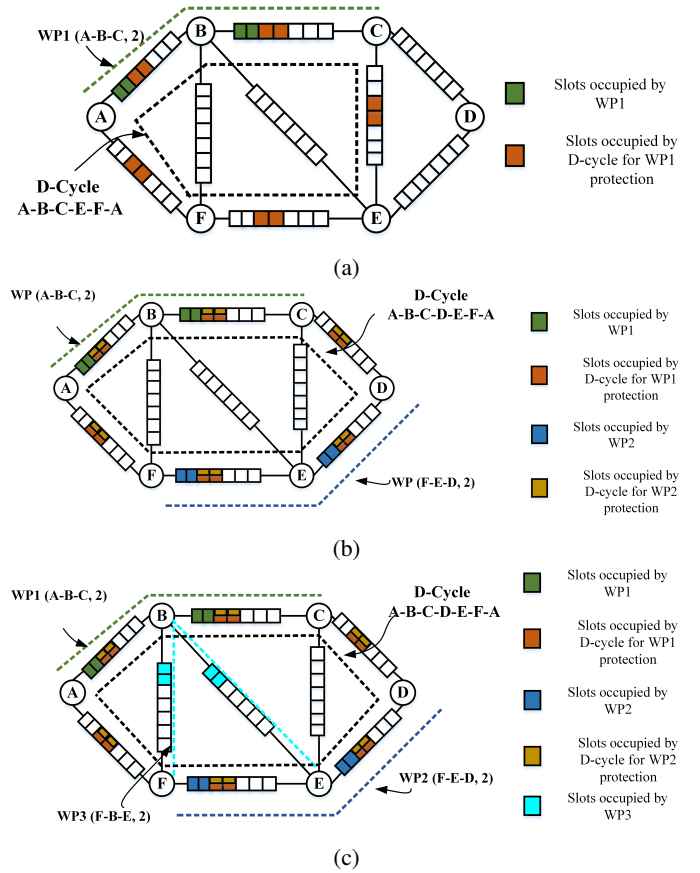 WP1 (A-B-C, 2)
B
C
A
D
D-Cycle
A-B-C-E-F-A
F
E
Slots occupied by
WP1
Slots occupied by
D-cycle for WP1
protection
(a)
WP (A-B-C, 2)
D-Cycle
A-B-C-D-E-F-A
B
C
A
D
F
E
WP (F-E-D, 2)
Slots occupied by
WP1
Slots occupied by
D-cycle for WP1
protection
Slots occupied by
WP2
Slots occupied by
D-cycle for WP2
protection
(b)
WP1 (A-B-C, 2)
D-Cycle
A-B-C-D-E-F-A
B
C
A
D
F
E
WP3 (F-B-E, 2)
WP2 (F-E-D, 2)
Slots occupied by
WP1
Slots occupied by
D-cycle for WP1
protection
Slots occupied by
WP2
Slots occupied by
D-cycle for WP2
protection
Slots occupied by
WP3
(c)